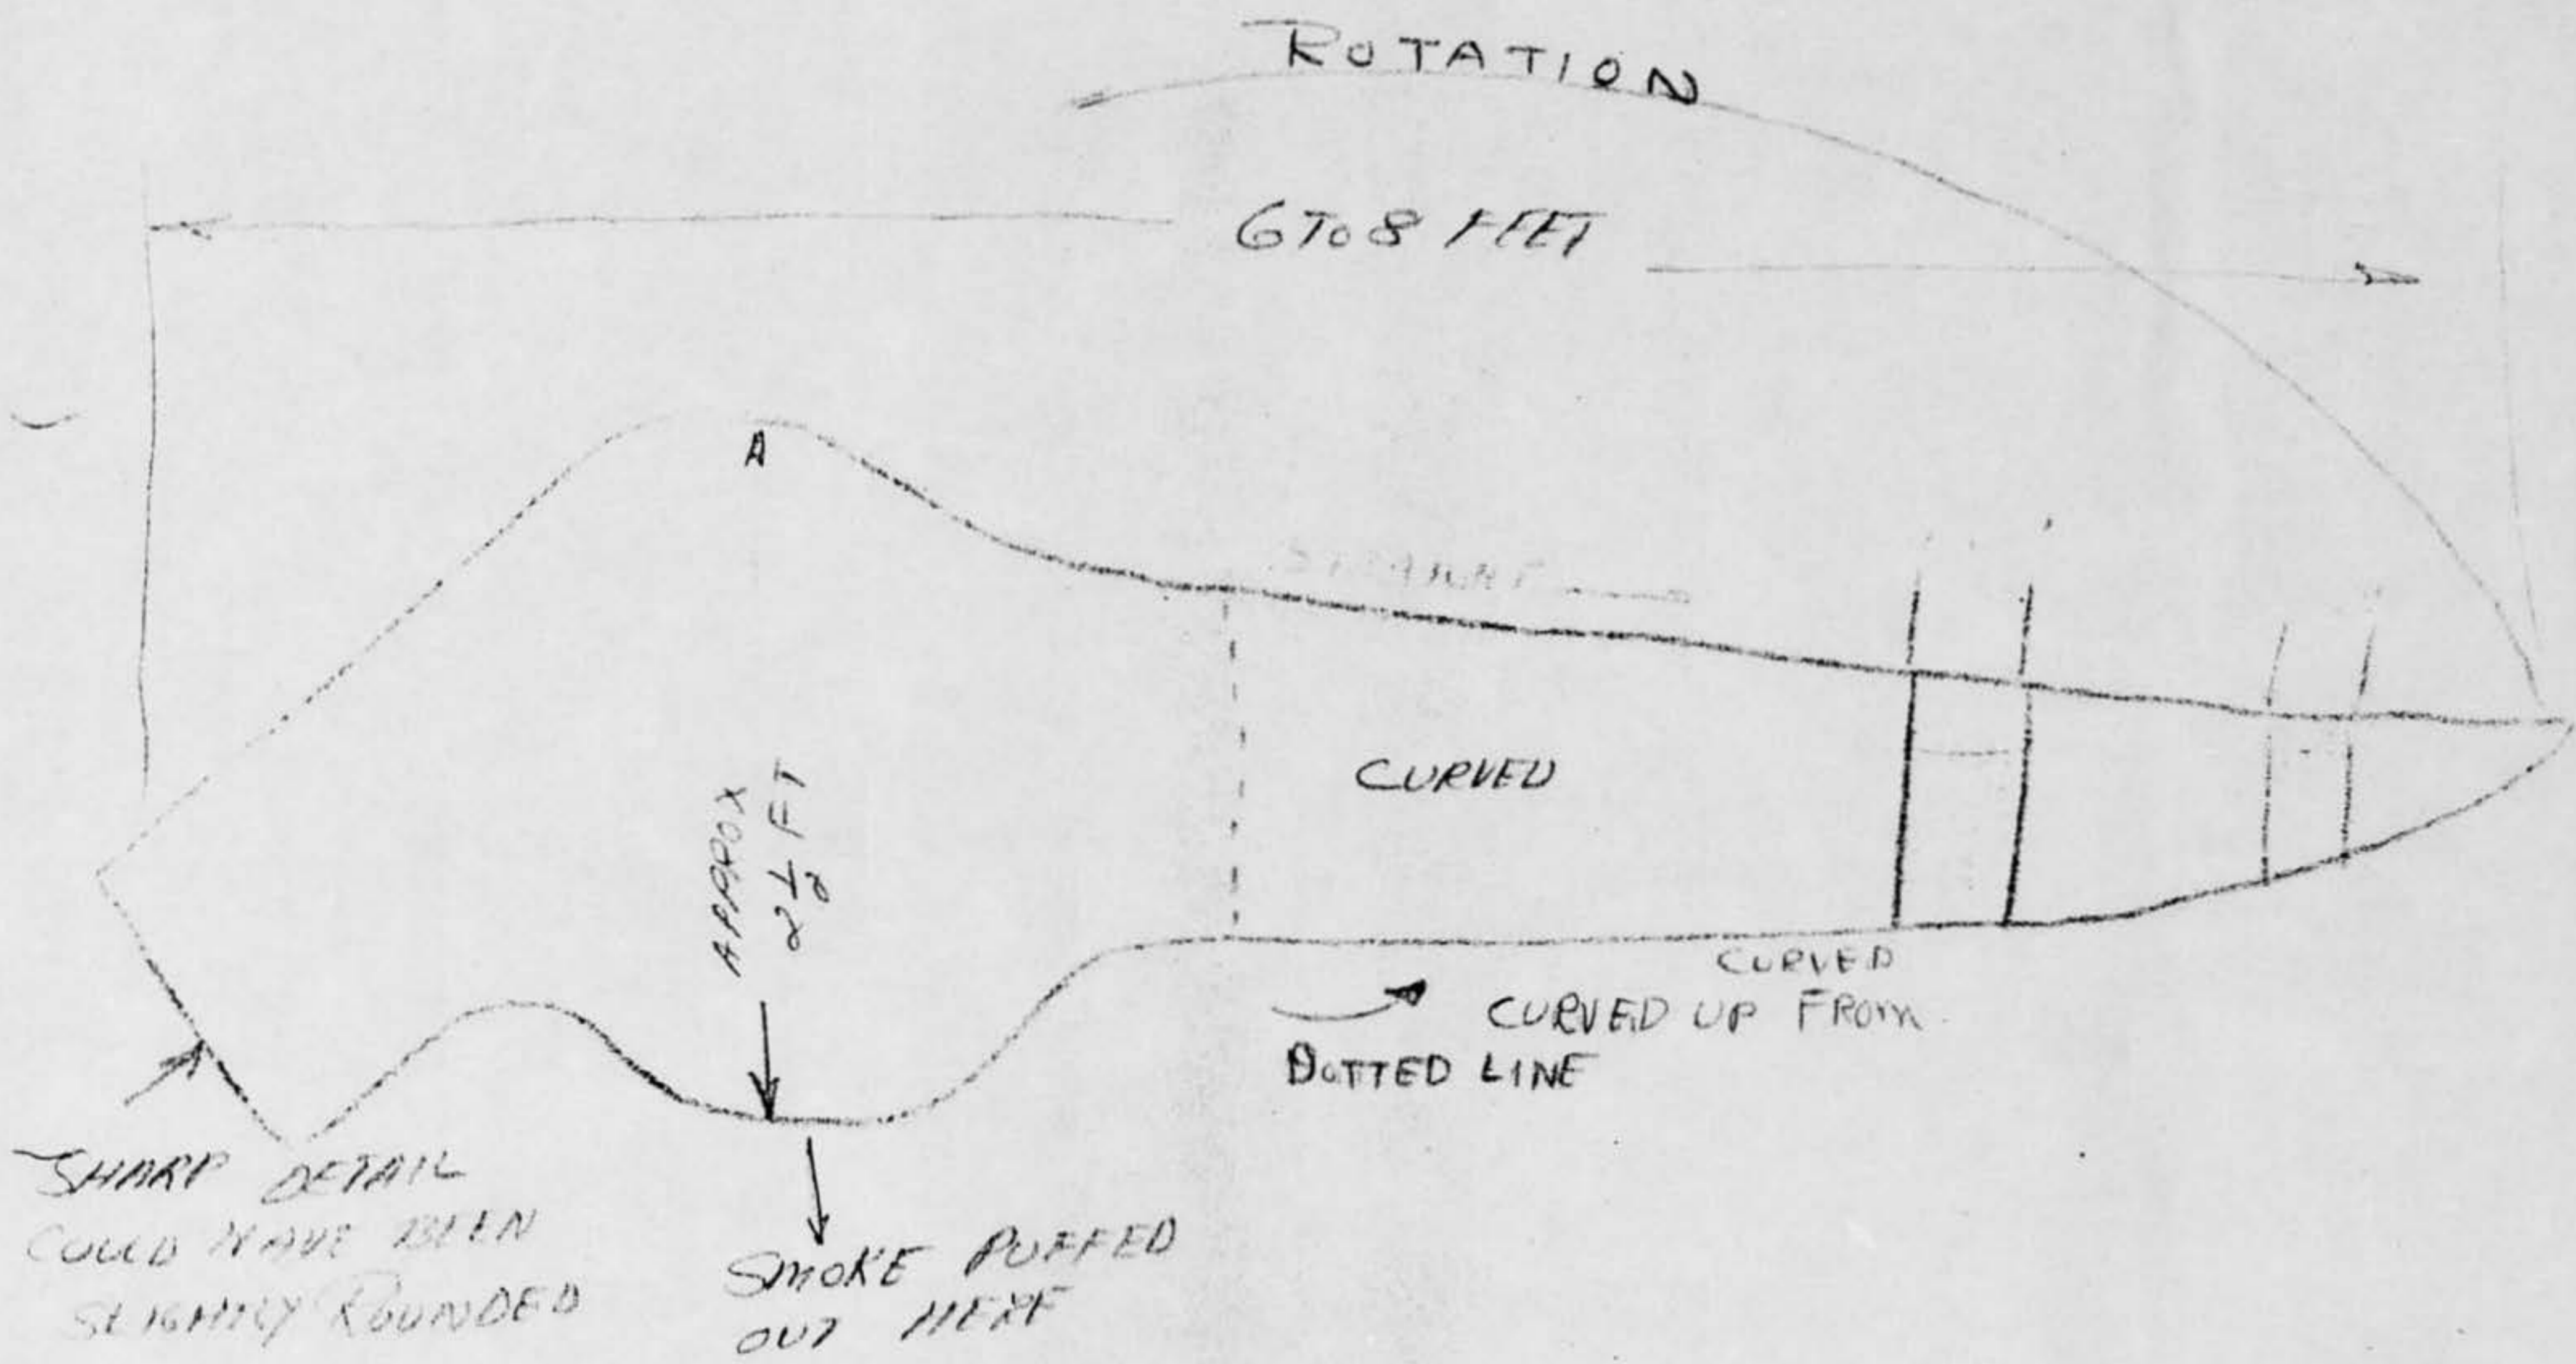 ROTATION
6 TO 8 FEET
A
CURVED
APPROX
2 1/2 FT
CURVED
CURVED UP FROM
DOTTED LINE
SHARP DETAIL
COULD HAVE BEEN
SLIGHTLY ROUNDED
SMOKE PUFFED
OUT HERE